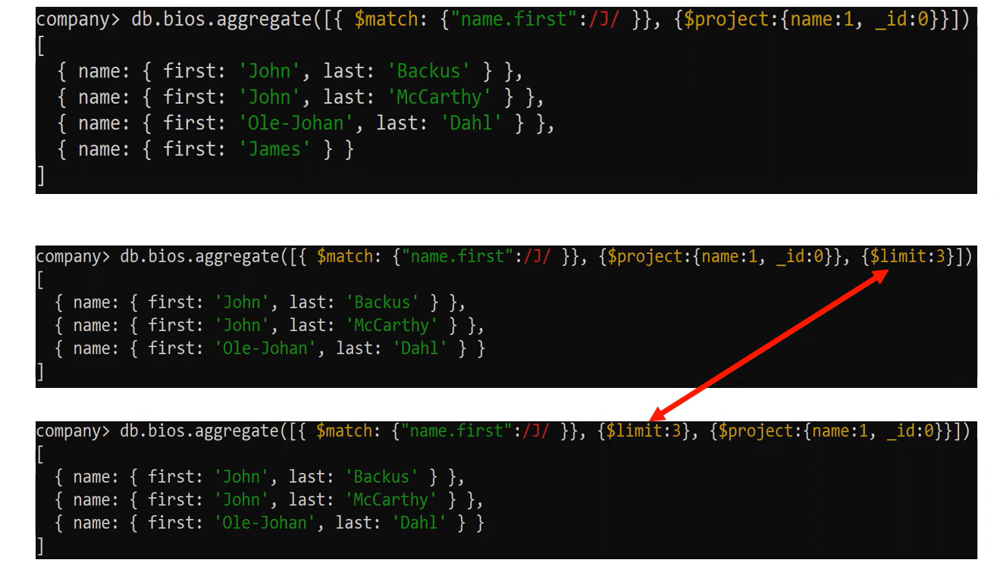 company> db.bios.aggregate([{ $match: {"name.first":/J/ }}, {$project:{name:1, _id:0}}])
[
  { name: { first: 'John', last: 'Backus' } },
  { name: { first: 'John', last: 'McCarthy' } },
  { name: { first: 'Ole-Johan', last: 'Dahl' } },
  { name: { first: 'James' } }
]
company> db.bios.aggregate([{ $match: {"name.first":/J/ }}, {$project:{name:1, _id:0}}, {$limit:3}])
[
  { name: { first: 'John', last: 'Backus' } },
  { name: { first: 'John', last: 'McCarthy' } },
  { name: { first: 'Ole-Johan', last: 'Dahl' } }
]
company> db.bios.aggregate([{ $match: {"name.first":/J/ }}, {$limit:3}, {$project:{name:1, _id:0}}])
[
  { name: { first: 'John', last: 'Backus' } },
  { name: { first: 'John', last: 'McCarthy' } },
  { name: { first: 'Ole-Johan', last: 'Dahl' } }
]